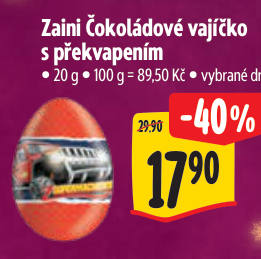 Zaini Čokoládové vajíčko
s překvapením
• 20 g • 100 g = 89,50 Kč • vybrané dr
29.90
-40%
17 90